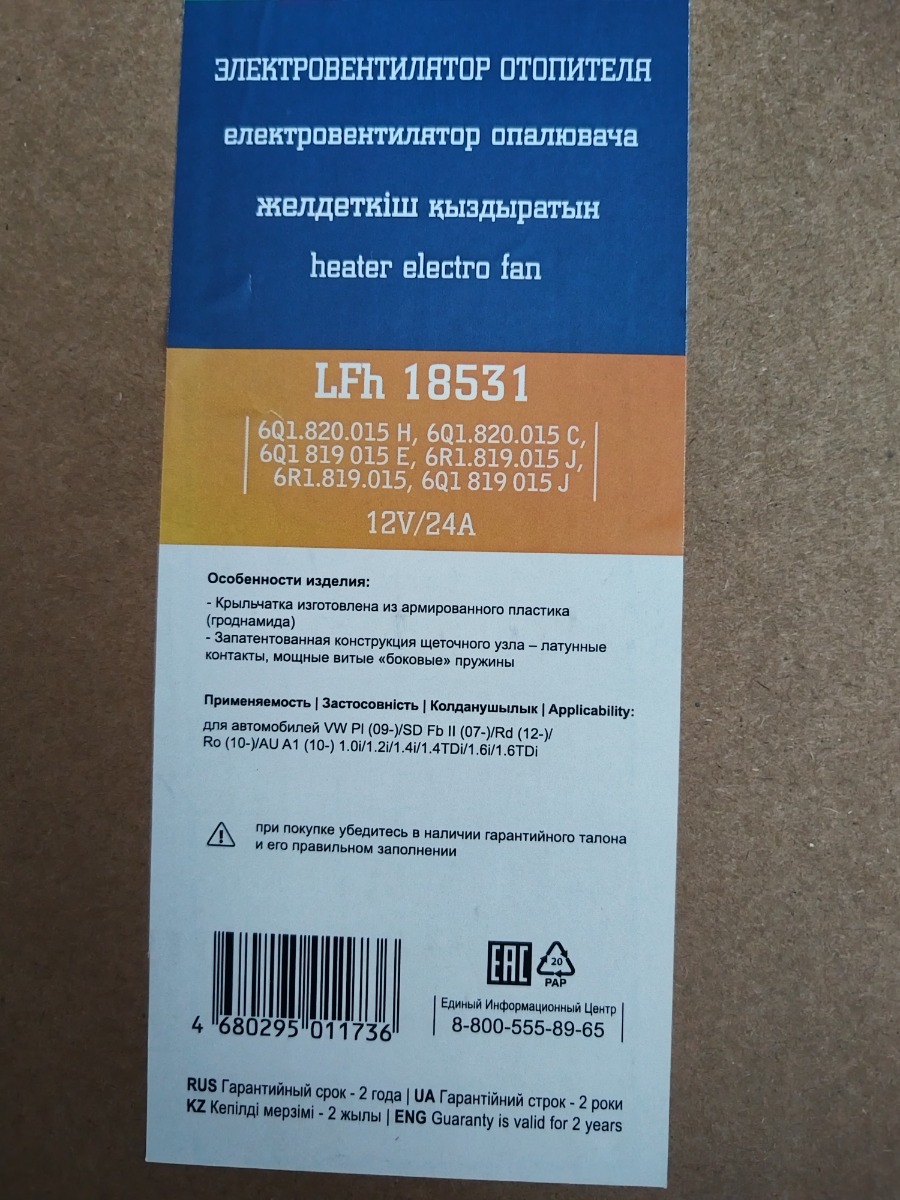 ЭЛЕКТРОВЕНТИЛЯТОР ОТОПИТЕЛЯ
електровентилятор опалювача
желдеткіш қыздыратын
heater electro fan
LFh 18531
6Q1.820.015 H, 6Q1.820.015 C,
6Q1 819 015 E, 6R1.819.015 J,
6R1.819.015, 6Q1 819 015 J
12V/24A
Особенности изделия:
- Крыльчатка изготовлена из армированного пластика
(гроднамида)
- Запатентованная конструкция щеточного узла – латунные
контакты, мощные витые «боковые» пружины
Применяемость | Застосовність | Колданушылык | Applicability:
для автомобилей VW Pl (09-)/SD Fb II (07-)/Rd (12-)/
Ro (10-)/AU A1 (10-) 1.0i/1.2i/1.4i/1.4TDi/1.6i/1.6TDi
при покупке убедитесь в наличии гарантийного талона
и его правильном заполнении
EAC
20
PAP
Единый Информационный Центр
8-800-555-89-65
4 680295 011736
RUS Гарантийный срок - 2 года | UA Гарантійний строк - 2 роки
KZ Кепілді мерзімі - 2 жылы | ENG Guaranty is valid for 2 years